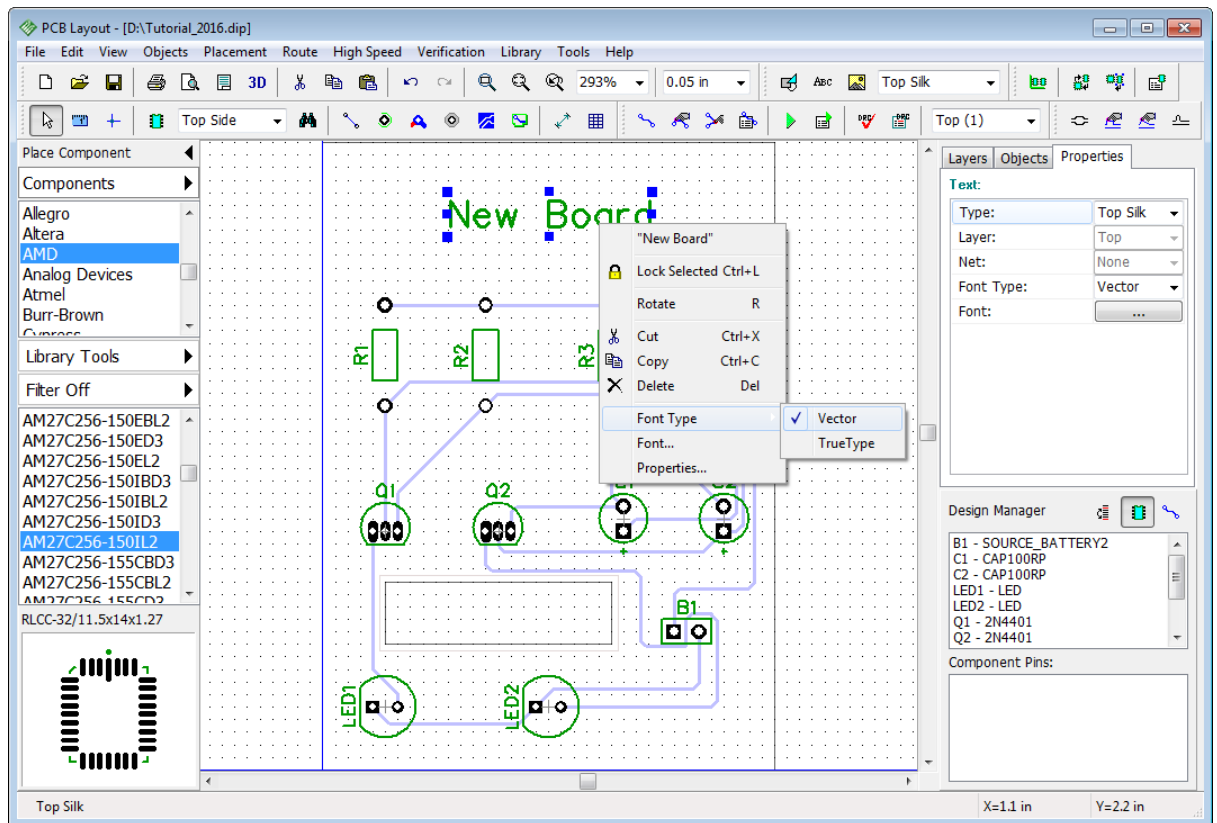 PCB Layout - [D:\Tutorial_2016.dip]
File Edit View Objects Placement Route High Speed Verification Library Tools Help
3D 293% 0.05 in ABC Top Silk
Top Side Top (1)
Place Component
Components
Allegro
Altera
AMD
Analog Devices
Atmel
Burr-Brown
Cypress
Library Tools
Filter Off
AM27C256-150EBL2
AM27C256-150ED3
AM27C256-150EL2
AM27C256-150IBD3
AM27C256-150IBL2
AM27C256-150ID3
AM27C256-150IL2
AM27C256-155CBD3
AM27C256-155CBL2
AM27C256-155CD3
RLCC-32/11.5x14x1.27
New Board
R1
R2
R3
Q1
Q2
B1
LED1
LED2
"New Board"
Lock Selected Ctrl+L
Rotate R
Cut Ctrl+X
Copy Ctrl+C
Delete Del
Font Type
Font...
Properties...
Vector
TrueType
Layers Objects Properties
Text:
Type: Top Silk
Layer: Top
Net: None
Font Type: Vector
Font: ...
Design Manager
B1 - SOURCE_BATTERY2
C1 - CAP100RP
C2 - CAP100RP
LED1 - LED
LED2 - LED
Q1 - 2N4401
Q2 - 2N4401
Component Pins:
Top Silk
X=1.1 in Y=2.2 in